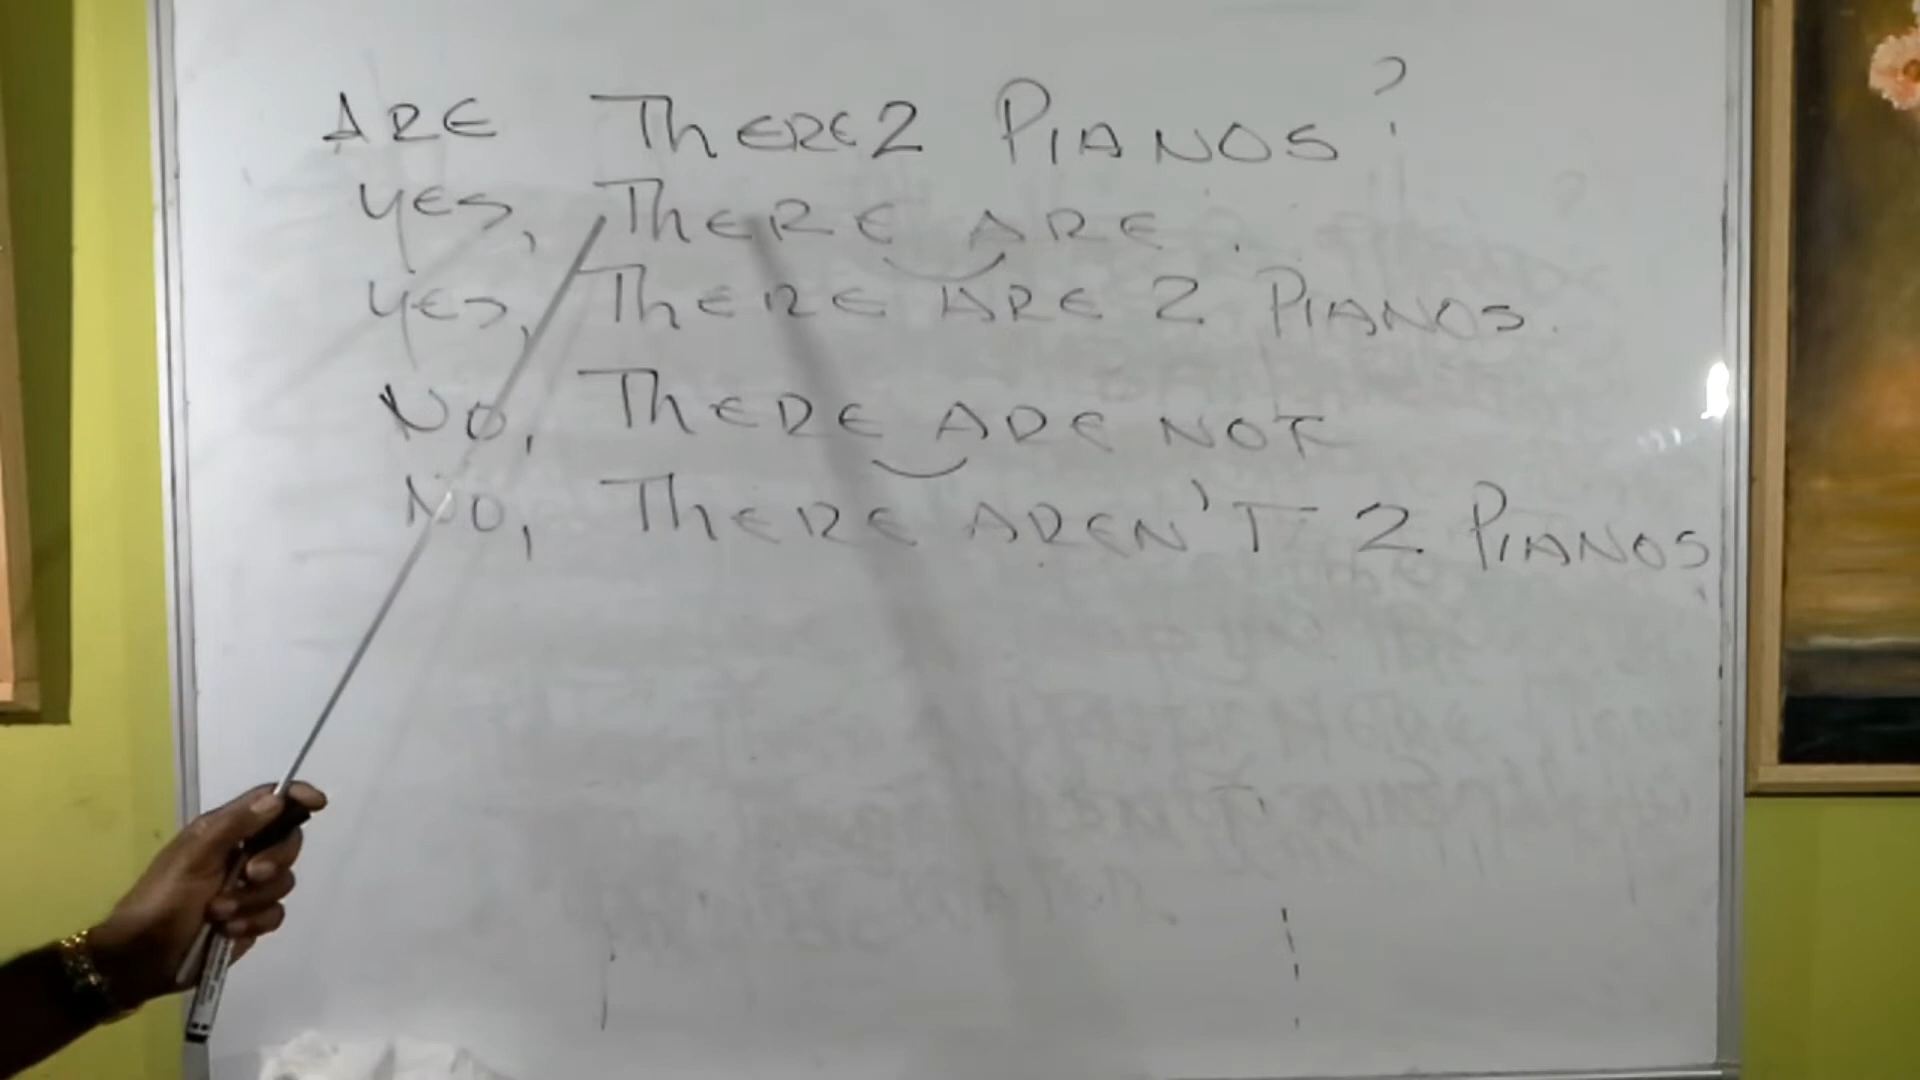 ARE THERE 2 PIANOS?
YES, THERE ARE.
YES, THERE ARE 2 PIANOS.
NO, THERE ARE NOT
NO, THERE AREN'T 2 PIANOS